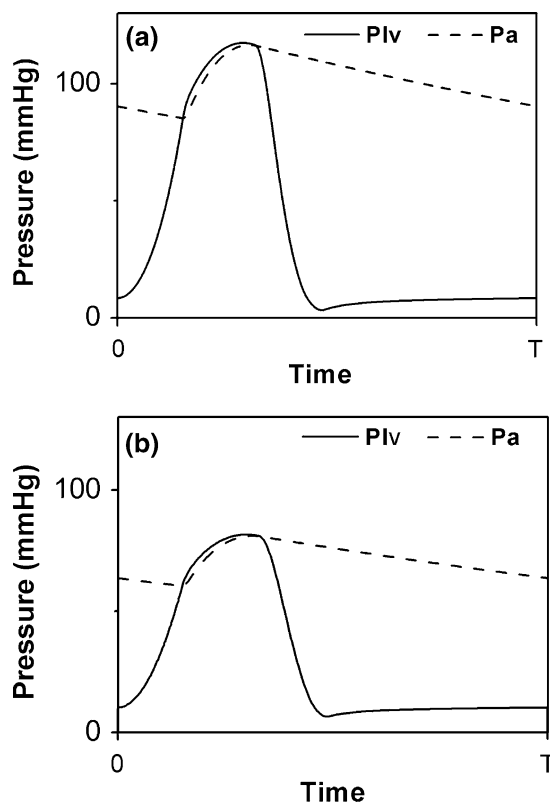 (a) Plv Pa
100
Pressure (mmHg)
0
0 T
Time
(b) Plv Pa
100
Pressure (mmHg)
0
0 T
Time